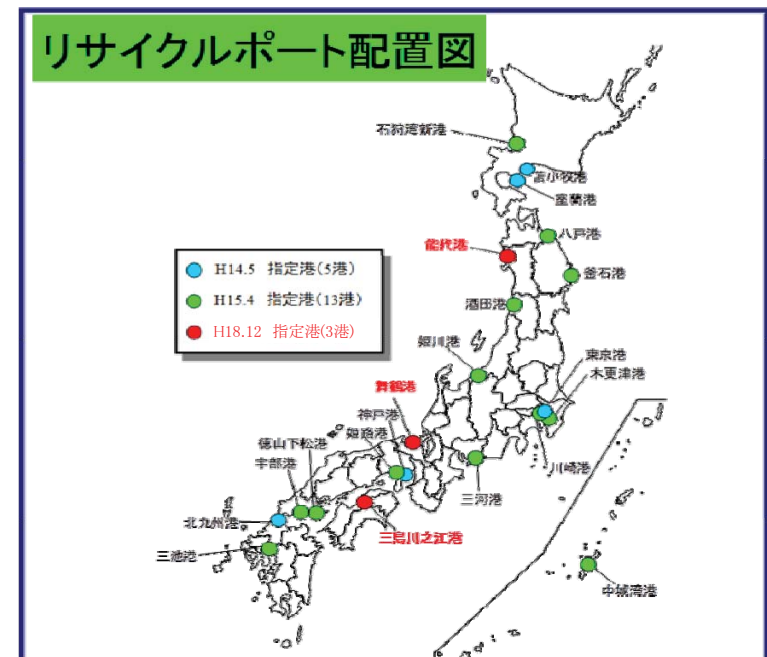 リサイクルポート配置図
石狩湾新港
苫小牧港
室蘭港
八戸港
能代港
釜石港
H14.5 指定港(5港)
H15.4 指定港(13港)
H18.12 指定港(3港)
酒田港
姫川港
東京港
木更津港
舞鶴港
神戸港
姫路港
徳山下松港
宇部港
川崎港
三河港
北九州港
三島川之江港
三池港
中城湾港